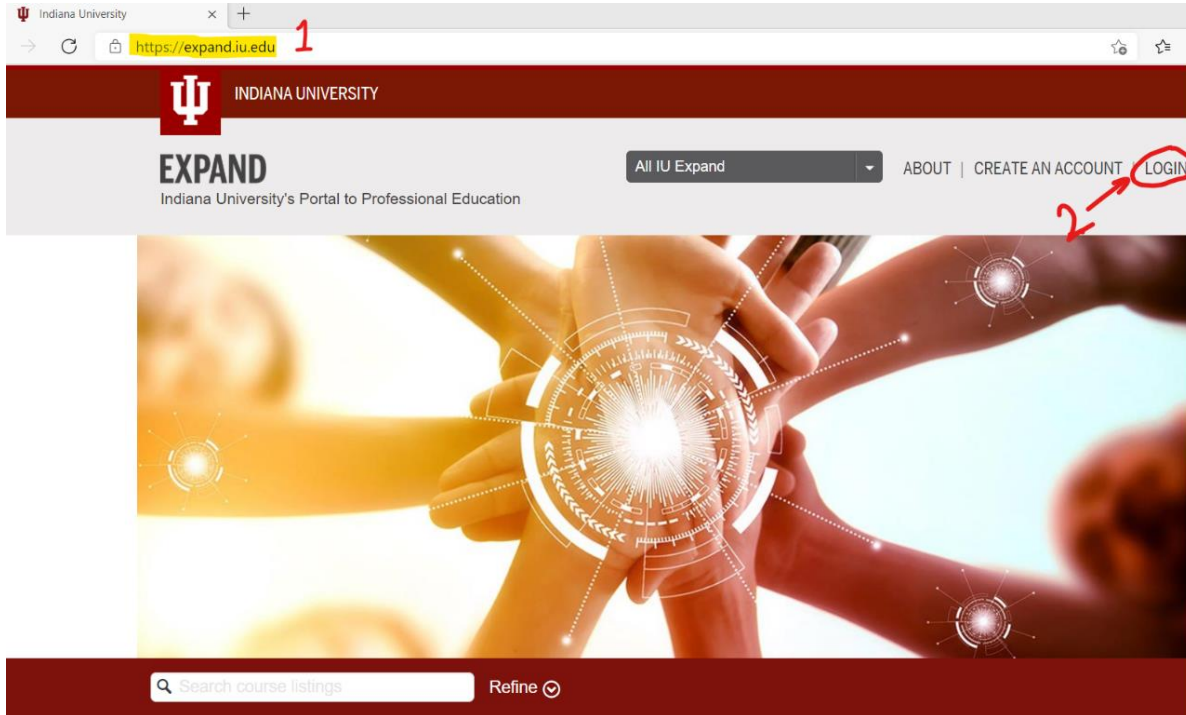 Indiana University
https://expand.iu.edu 1
INDIANA UNIVERSITY
EXPAND
Indiana University's Portal to Professional Education
All IU Expand
ABOUT | CREATE AN ACCOUNT | LOGIN
2
Search course listings
Refine